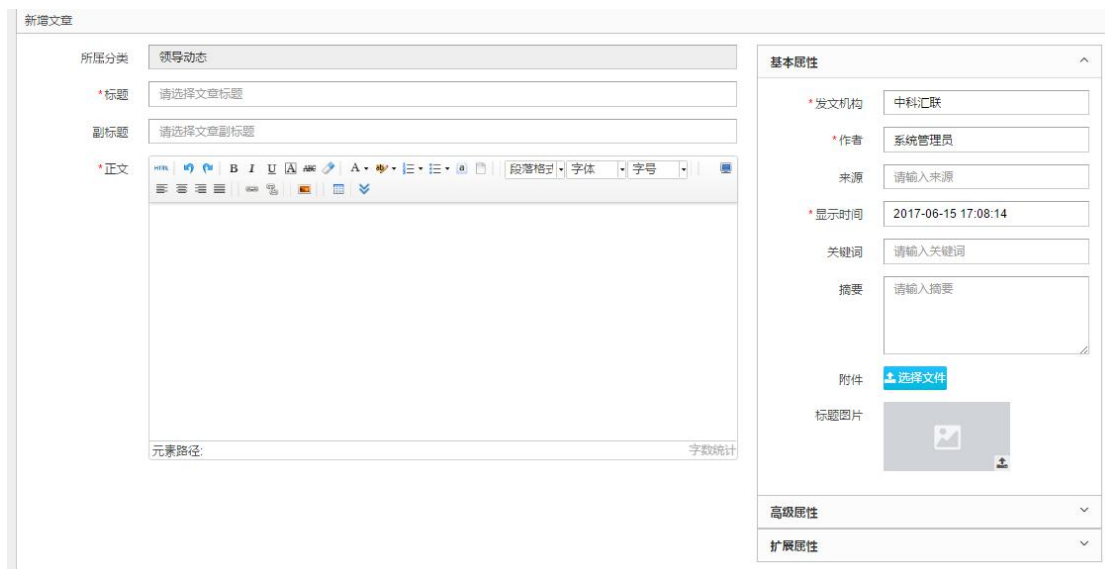 新增文章
所属分类
领导动态
*标题
请选择文章标题
副标题
请选择文章副标题
*正文
HTML
B I U A ABC A
a
段落格式
字体
字号
元素路径:
字数统计
基本属性
*发文机构
中科汇联
*作者
系统管理员
来源
请输入来源
*显示时间
2017-06-15 17:08:14
关键词
请输入关键词
摘要
请输入摘要
附件
选择文件
标题图片
高级属性
扩展属性